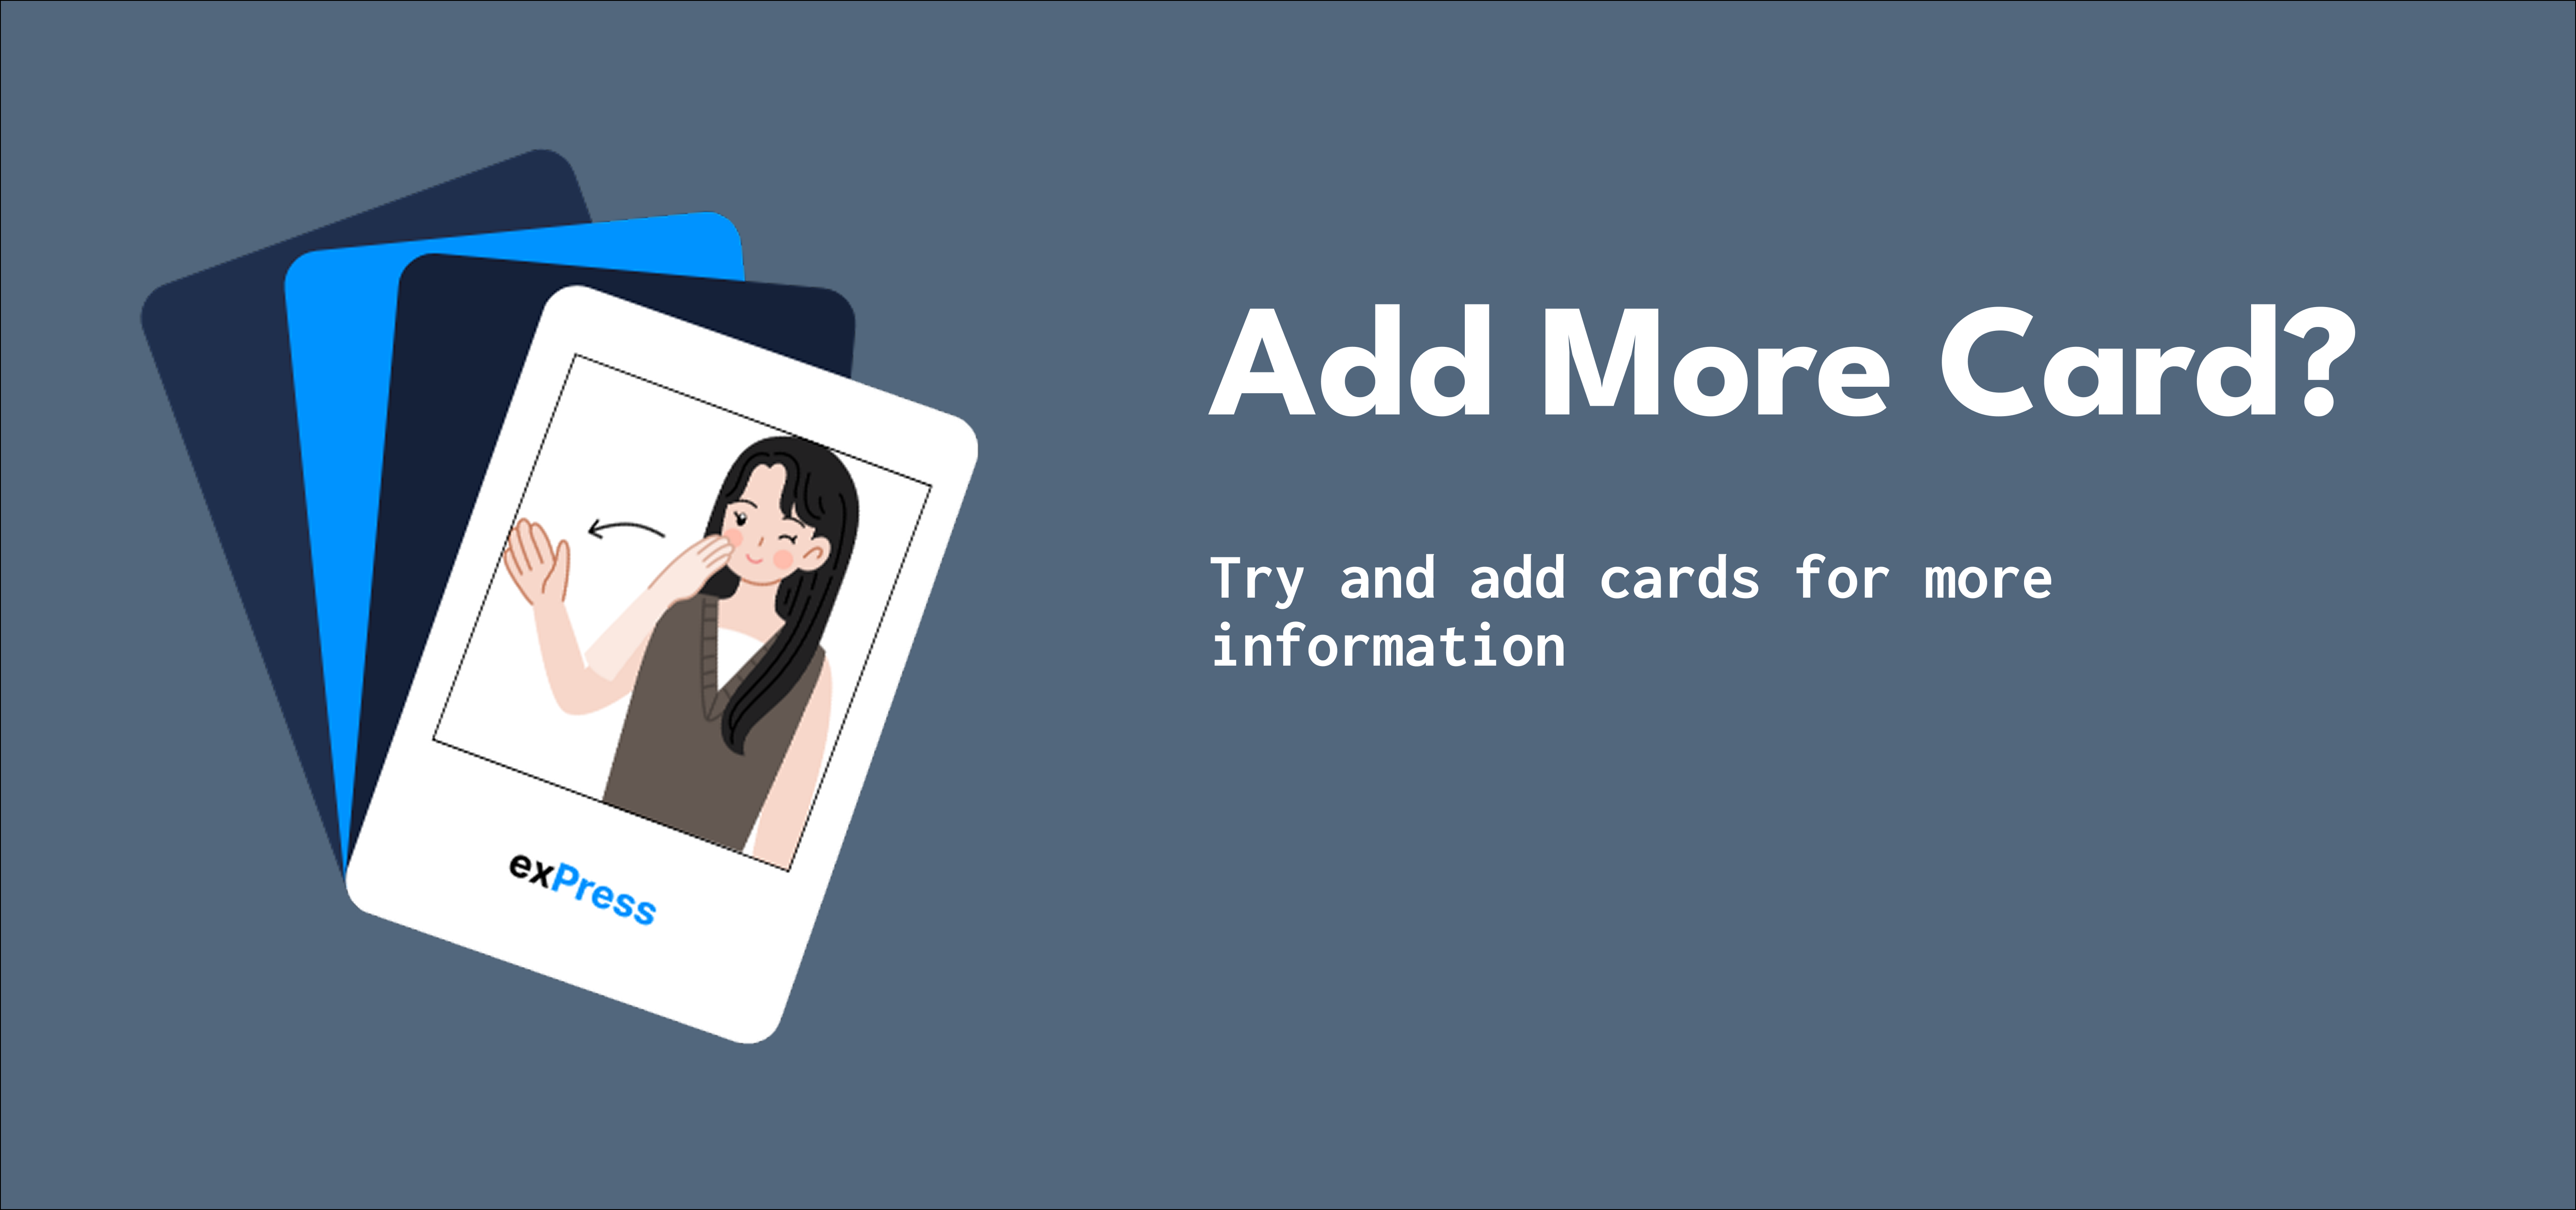 Add More Card?
Try and add cards for more
information
exPress